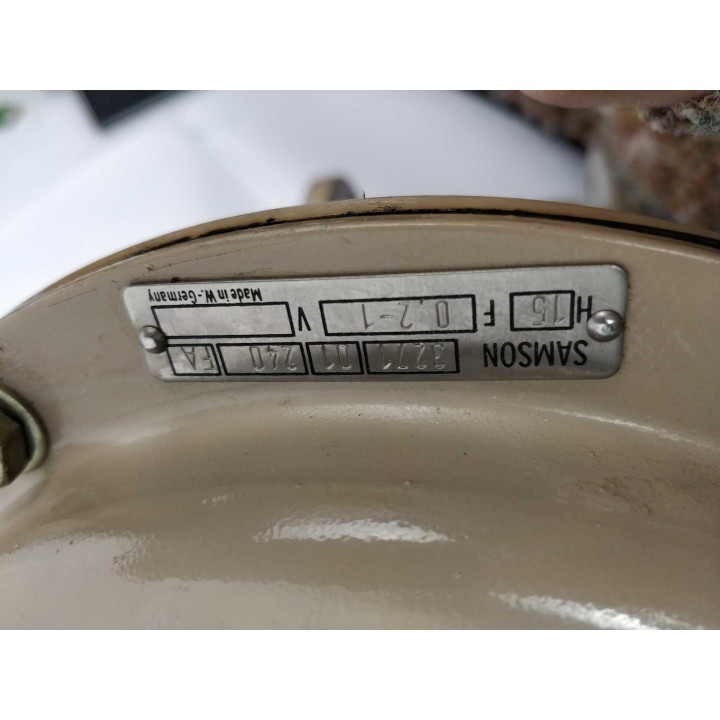 SAMSON 3271 01 240 FA
H 15 F 0,2-1 V
Made in W.-Germany